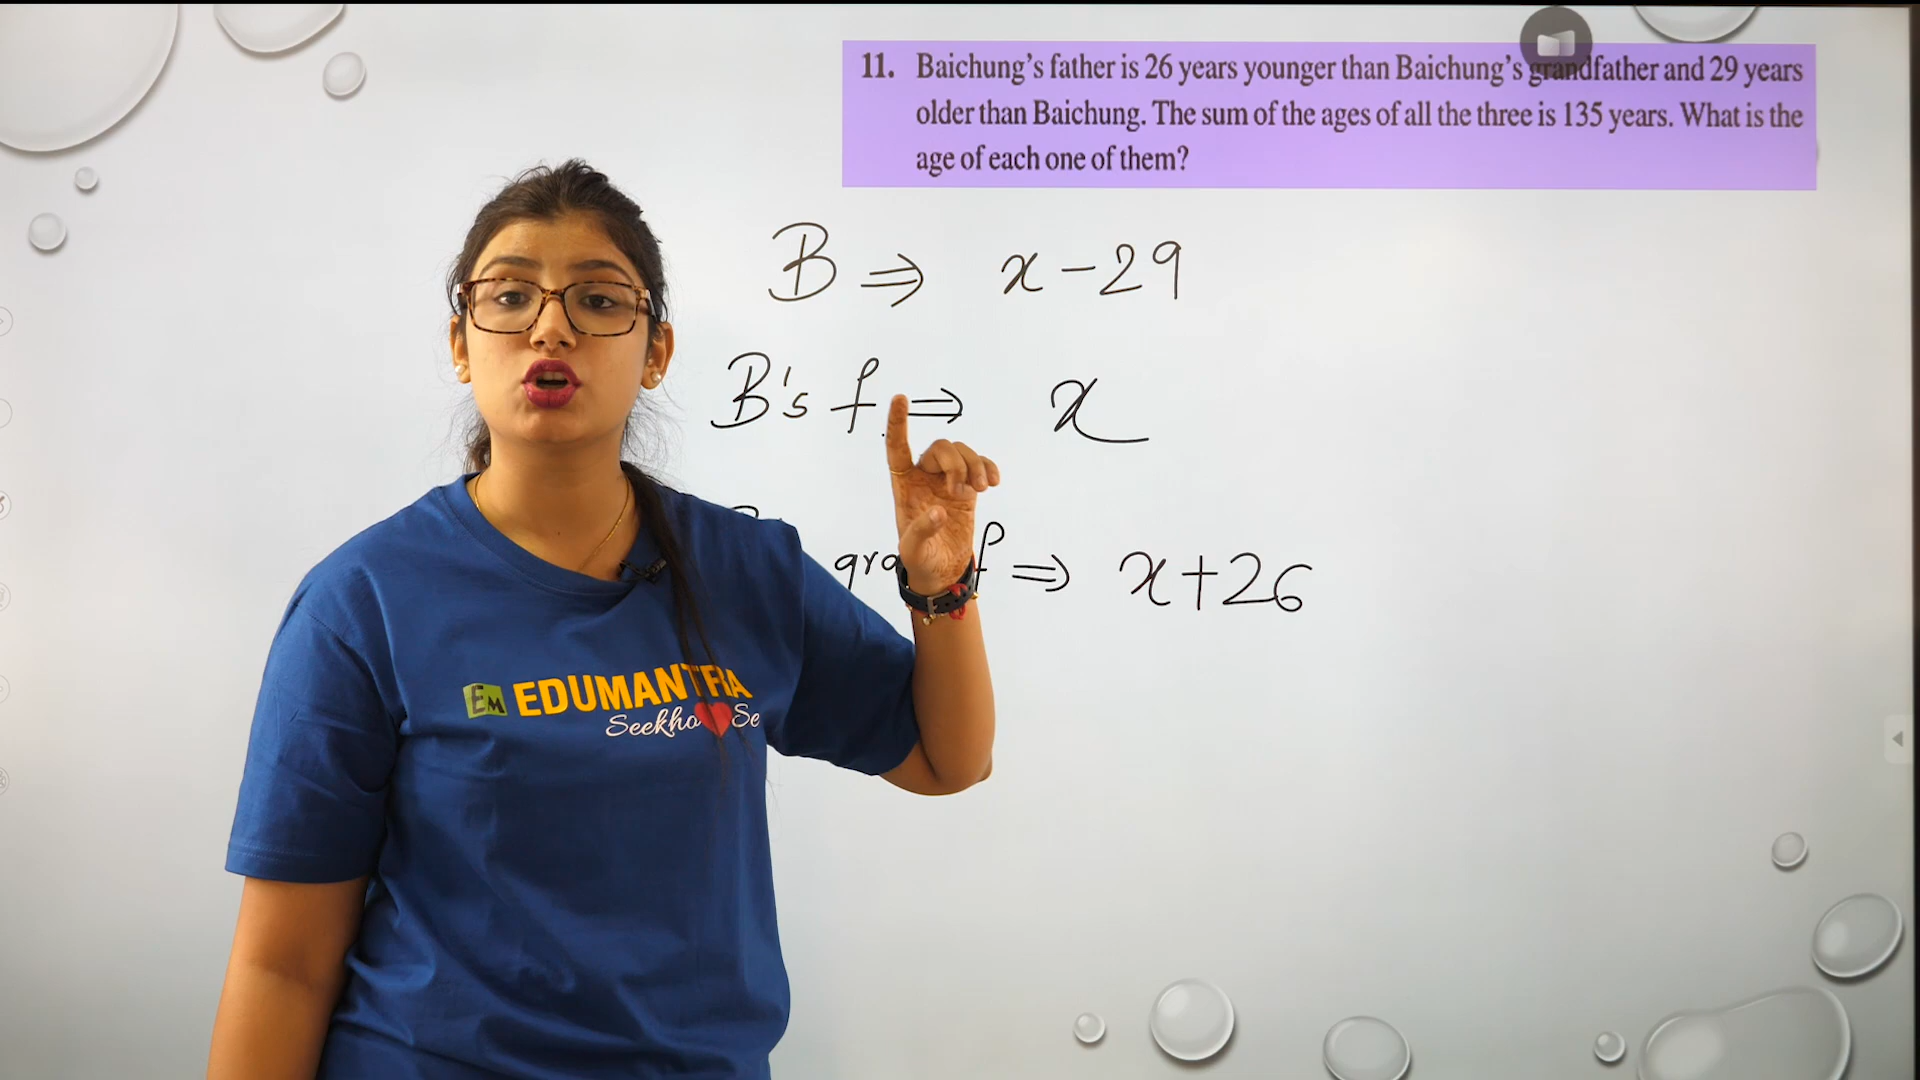 11. Baichung's father is 26 years younger than Baichung's grandfather and 29 years
older than Baichung. The sum of the ages of all the three is 135 years. What is the
age of each one of them?
B ⇒ x - 29
B's f ⇒ x
f ⇒ x + 26
EM EDUMANTRA
Seekho Se